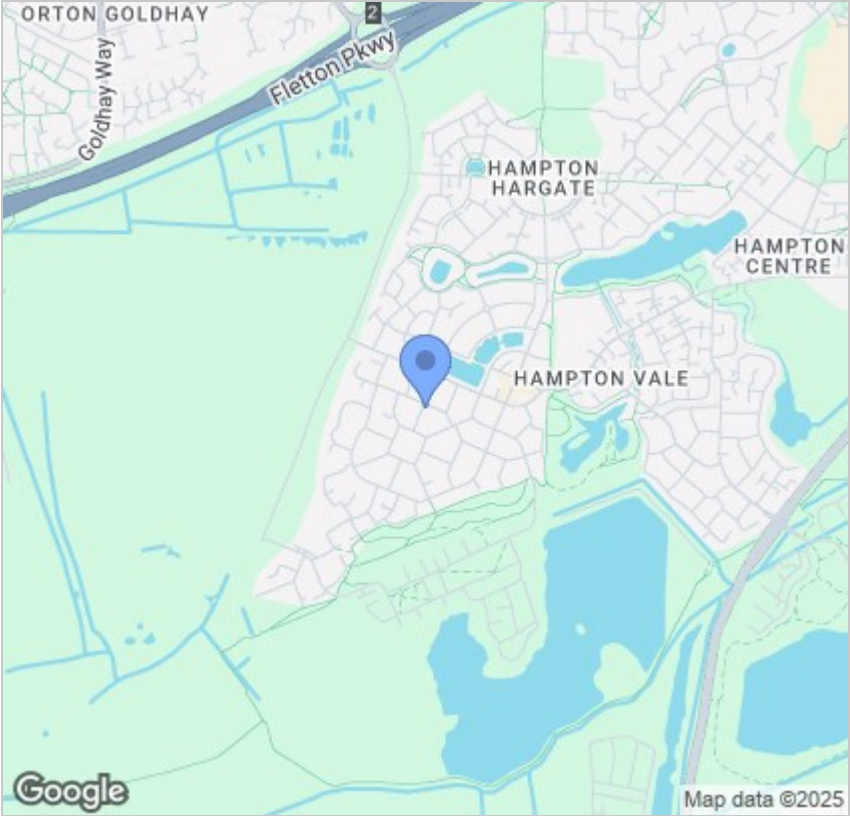 ORTON GOLDHAY
2
Fletton Pkwy
Goldhay Way
HAMPTON
HARGATE
HAMPTON
CENTRE
HAMPTON VALE
Google
Map data ©2025